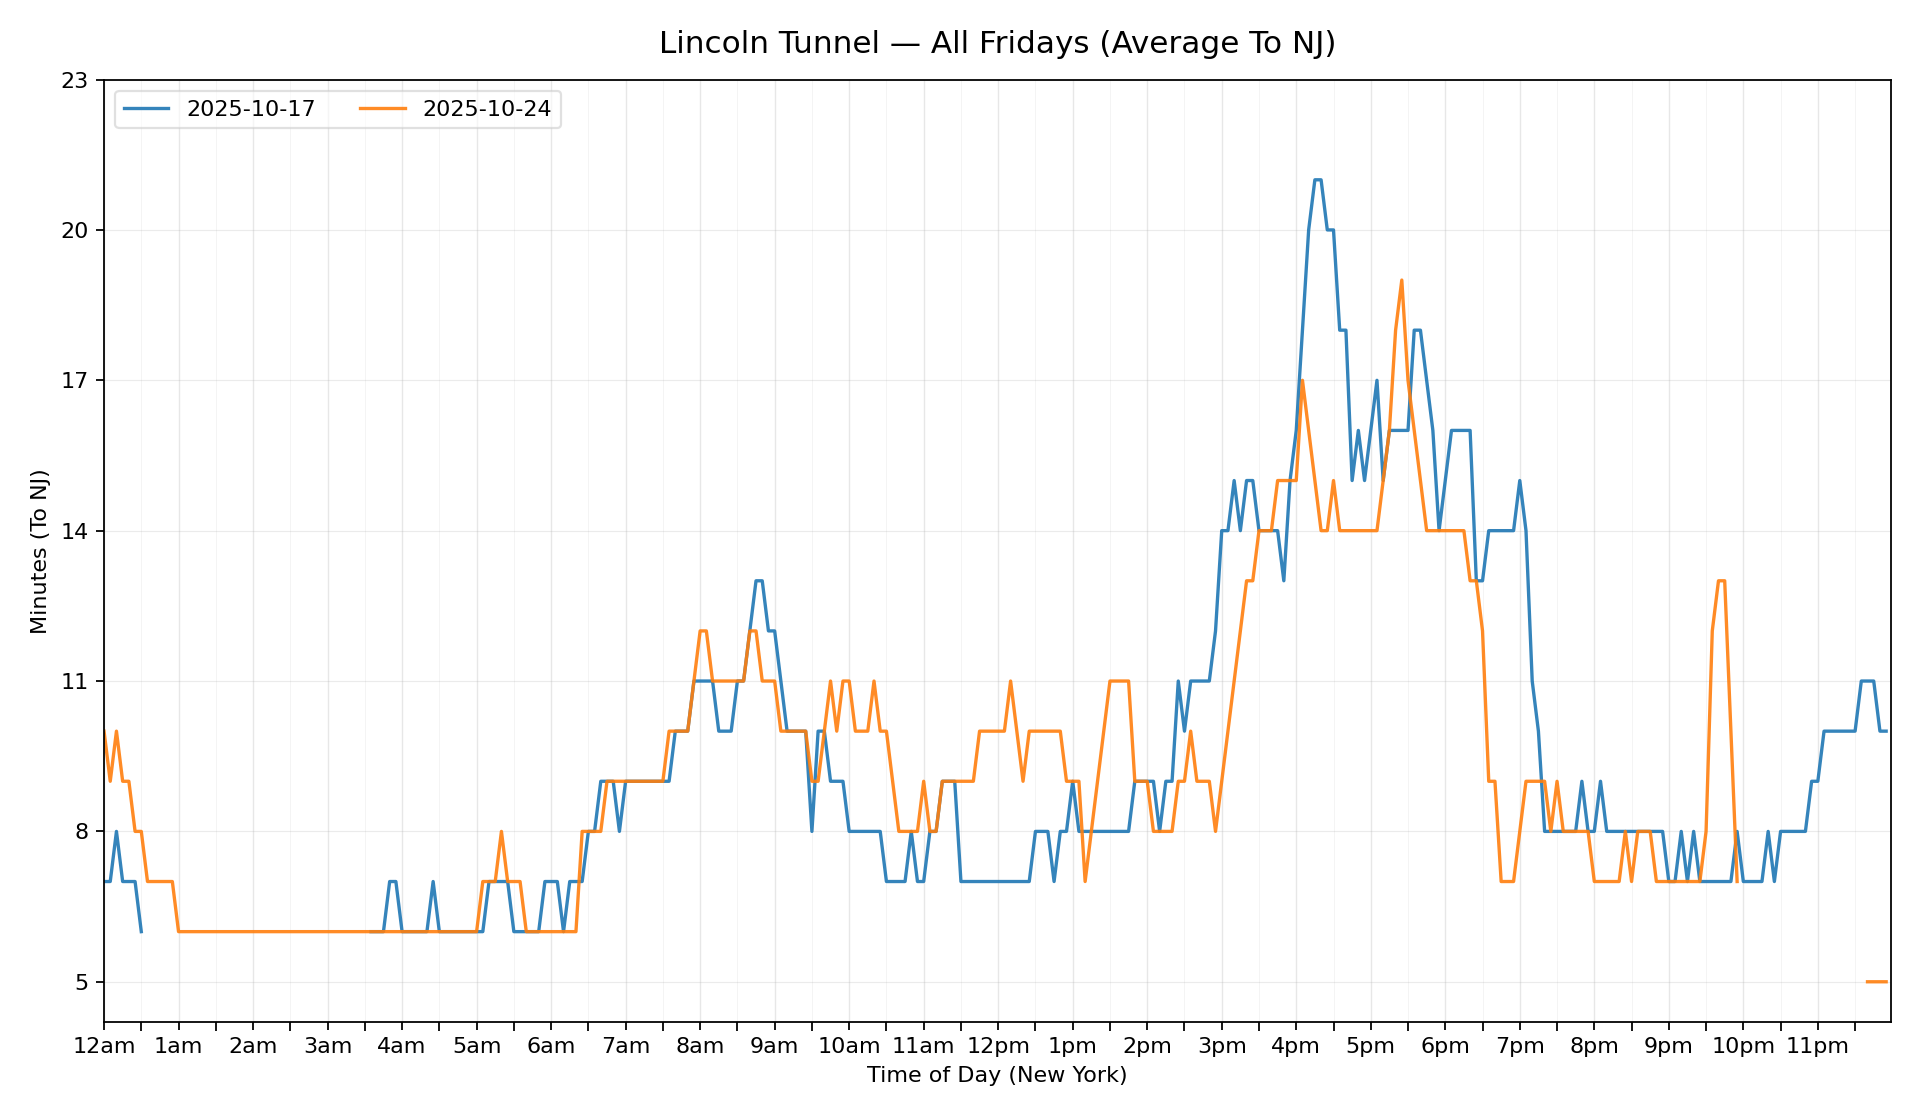 Lincoln Tunnel — All Fridays (Average To NJ)
2025-10-17 2025-10-24
23
20
17
14
11
8
5
Minutes (To NJ)
12am 1am 2am 3am 4am 5am 6am 7am 8am 9am 10am 11am 12pm 1pm 2pm 3pm 4pm 5pm 6pm 7pm 8pm 9pm 10pm 11pm
Time of Day (New York)